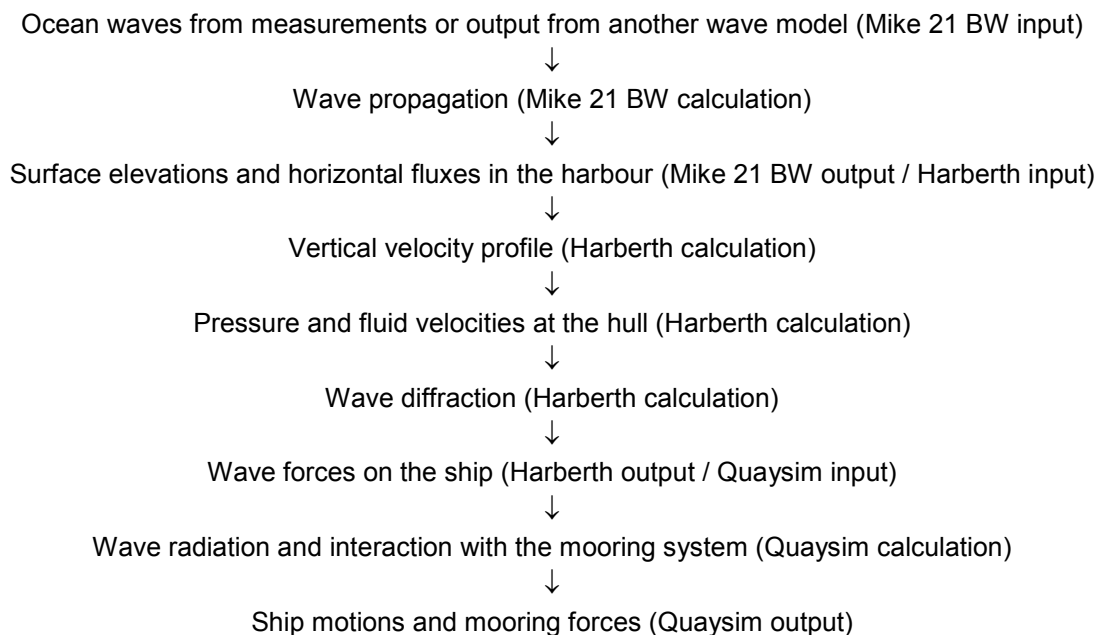 Ocean waves from measurements or output from another wave model (Mike 21 BW input)
↓
Wave propagation (Mike 21 BW calculation)
↓
Surface elevations and horizontal fluxes in the harbour (Mike 21 BW output / Harberth input)
↓
Vertical velocity profile (Harberth calculation)
↓
Pressure and fluid velocities at the hull (Harberth calculation)
↓
Wave diffraction (Harberth calculation)
↓
Wave forces on the ship (Harberth output / Quaysim input)
↓
Wave radiation and interaction with the mooring system (Quaysim calculation)
↓
Ship motions and mooring forces (Quaysim output)